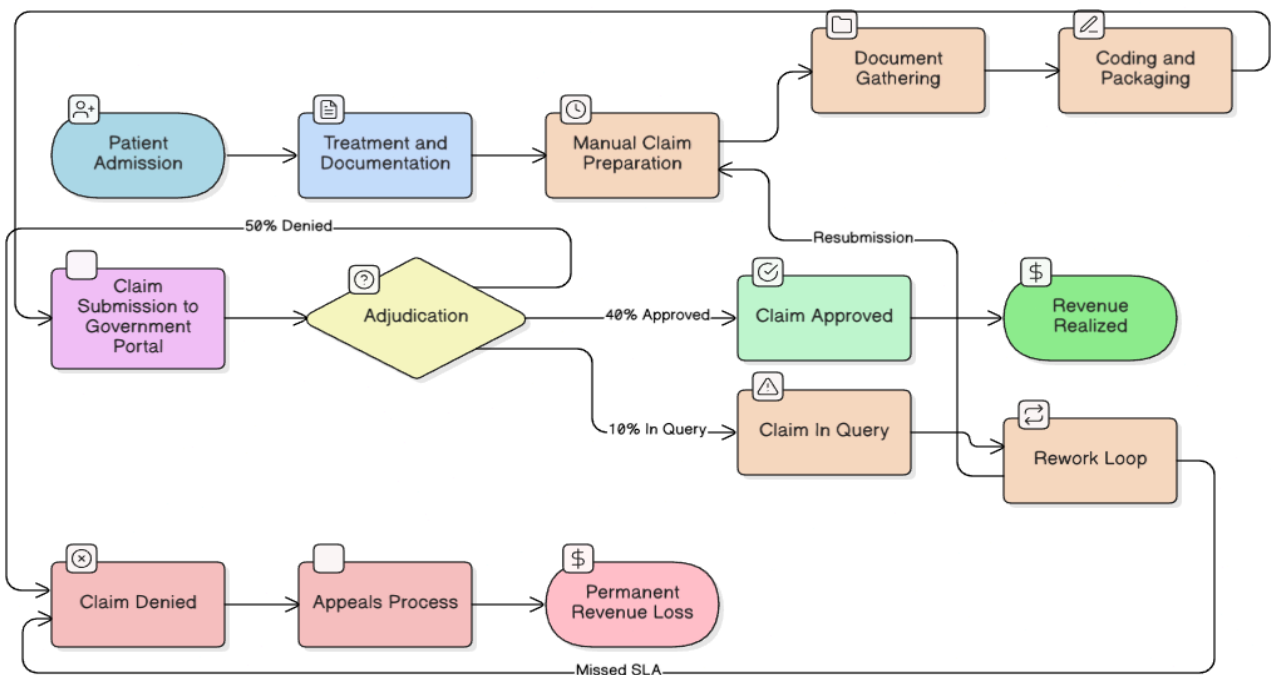 Document
Gathering
Coding and
Packaging
Patient
Admission
Treatment and
Documentation
Manual Claim
Preparation
50% Denied
Resubmission
Claim
Submission to
Government
Portal
Adjudication
40% Approved
Claim Approved
$
Revenue
Realized
10% In Query
Claim In Query
Rework Loop
Claim Denied
Appeals Process
$
Permanent
Revenue Loss
Missed SLA